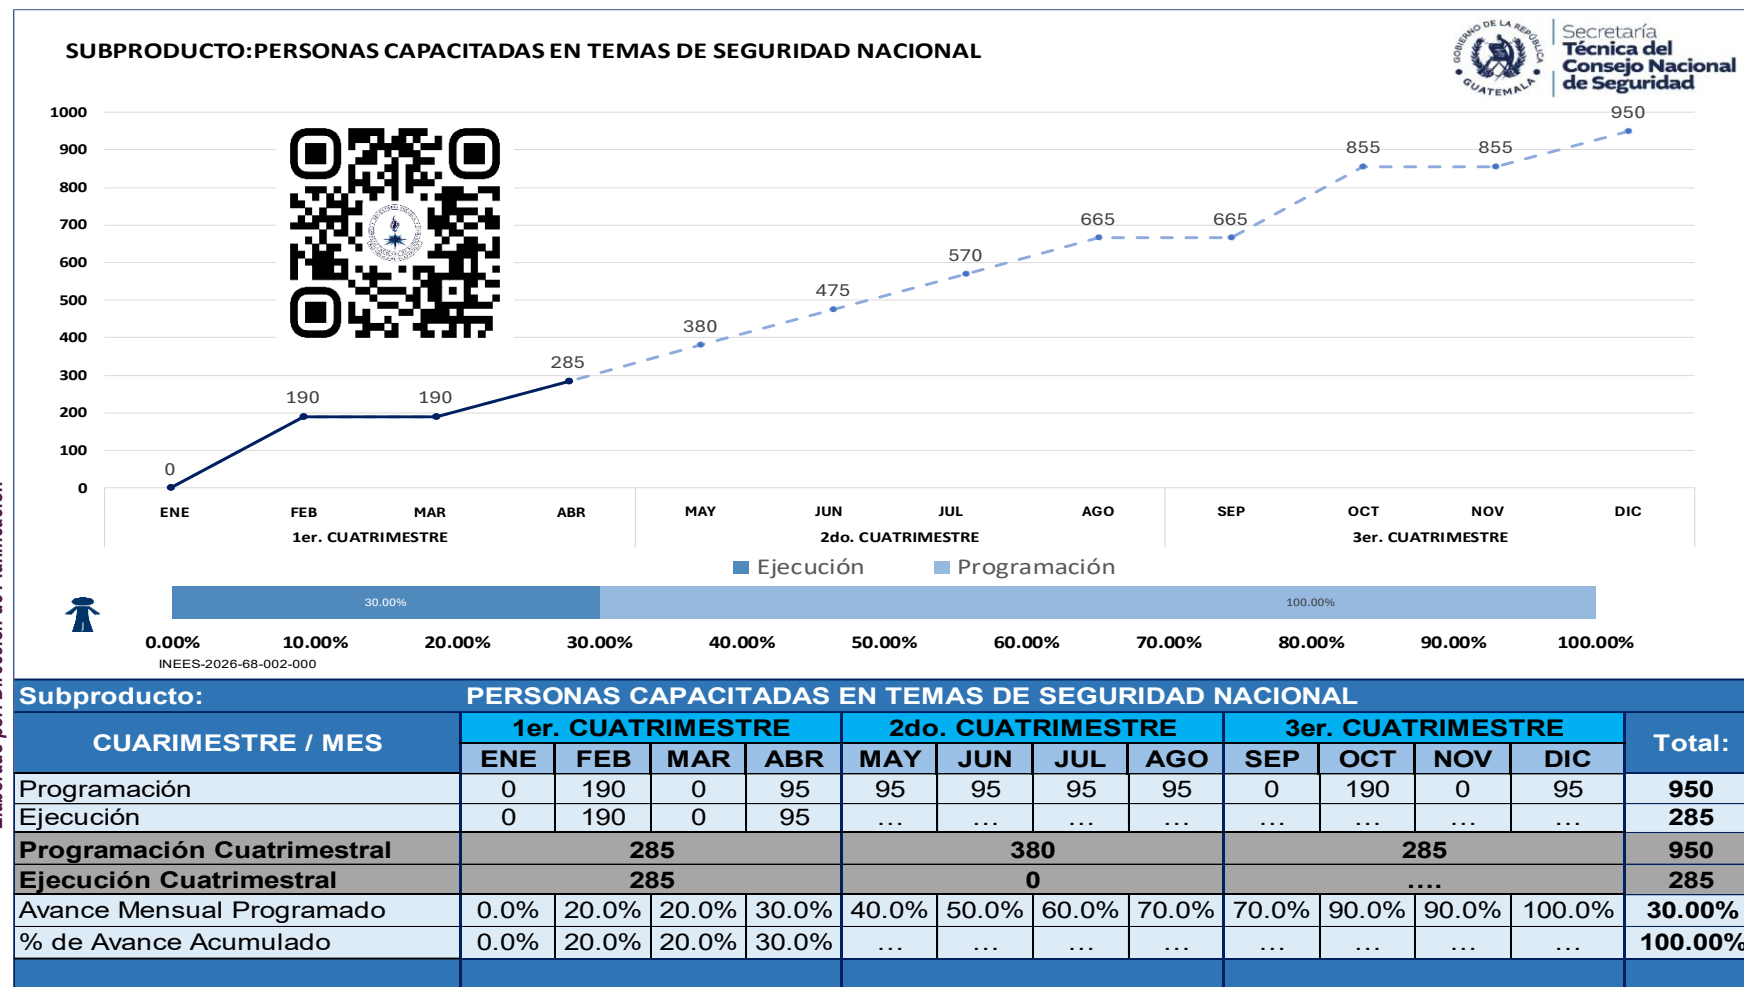 SUBPRODUCTO:PERSONAS CAPACITADAS EN TEMAS DE SEGURIDAD NACIONAL
GOBIERNO DE LA REPÚBLICA
GUATEMALA
Secretaría
Técnica del
Consejo Nacional
de Seguridad
1000
900
800
700
600
500
400
300
200
100
0
0
190
190
285
380
475
570
665
665
855
855
950
ENE FEB MAR ABR MAY JUN JUL AGO SEP OCT NOV DIC
1er. CUATRIMESTRE 2do. CUATRIMESTRE 3er. CUATRIMESTRE
Ejecución Programación
30.00% 100.00%
0.00% 10.00% 20.00% 30.00% 40.00% 50.00% 60.00% 70.00% 80.00% 90.00% 100.00%
INEES-2026-68-002-000
Subproducto: PERSONAS CAPACITADAS EN TEMAS DE SEGURIDAD NACIONAL
CUARIMESTRE / MES 1er. CUATRIMESTRE 2do. CUATRIMESTRE 3er. CUATRIMESTRE Total:
ENE FEB MAR ABR MAY JUN JUL AGO SEP OCT NOV DIC
Programación 0 190 0 95 95 95 95 95 0 190 0 95 950
Ejecución 0 190 0 95 ... ... ... ... ... ... ... ... 285
Programación Cuatrimestral 285 380 285 950
Ejecución Cuatrimestral 285 0 .... 285
Avance Mensual Programado 0.0% 20.0% 20.0% 30.0% 40.0% 50.0% 60.0% 70.0% 70.0% 90.0% 90.0% 100.0% 30.00%
% de Avance Acumulado 0.0% 20.0% 20.0% 30.0% ... ... ... ... ... ... ... ... 100.00%